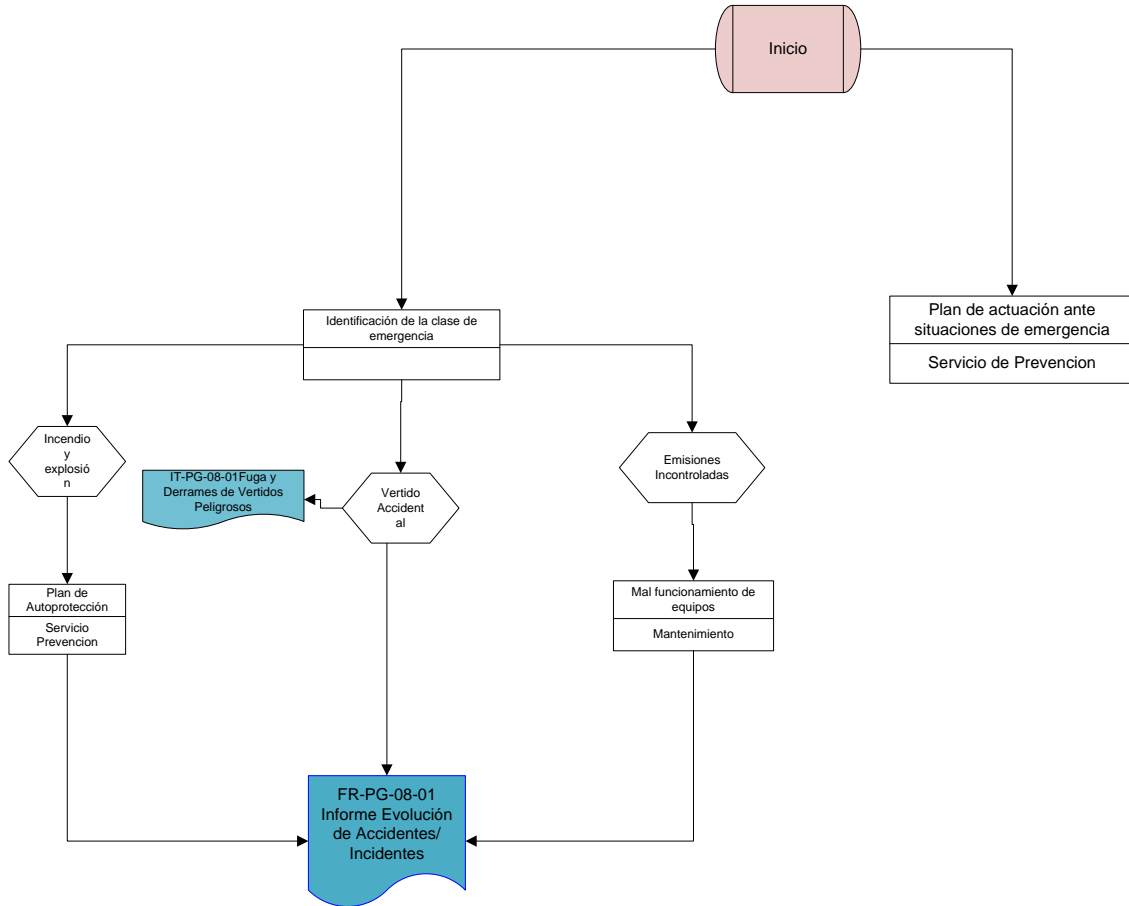 Inicio
Plan de actuación ante
situaciones de emergencia
Servicio de Prevencion
Identificación de la clase de
emergencia
Incendio
y
explosió
n
IT-PG-08-01Fuga y
Derrames de Vertidos
Peligrosos
Vertido
Accident
al
Emisiones
Incontroladas
Plan de
Autoprotección
Servicio
Prevencion
Mal funcionamiento de
equipos
Mantenimiento
FR-PG-08-01
Informe Evolución
de Accidentes/
Incidentes